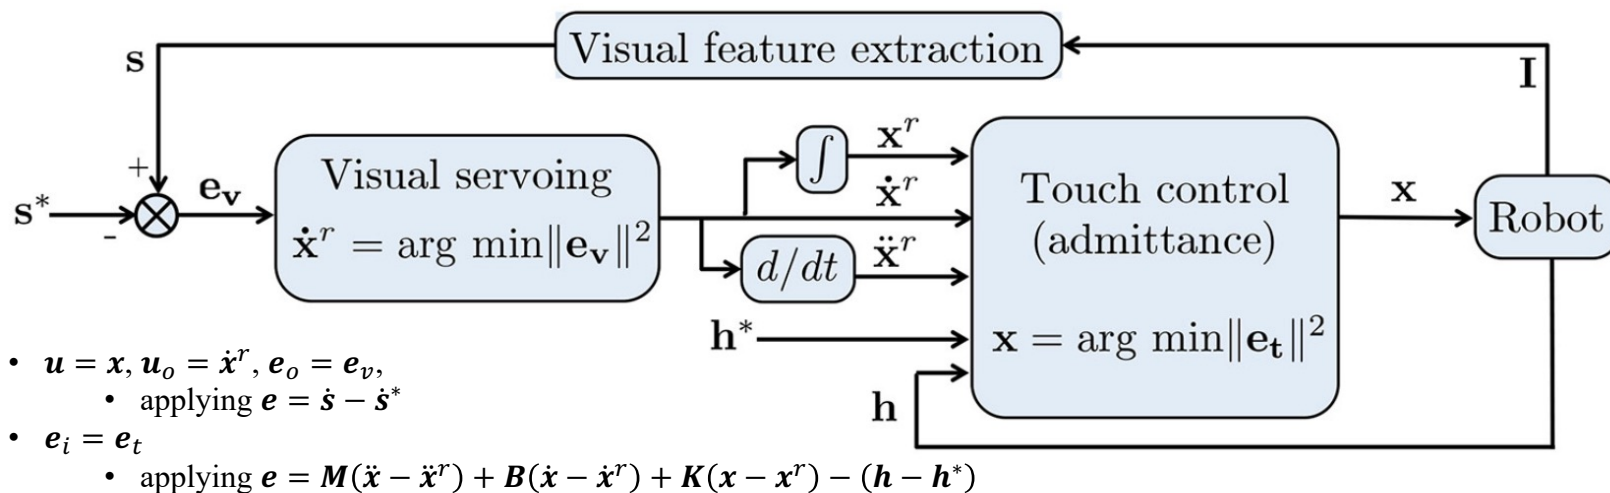 Visual feature extraction
s
I
+
s*
-
e_v
Visual servoing
ẋ^r = arg min‖e_v‖²
∫
x^r
ẋ^r
d/dt
ẍ^r
h*
h
Touch control
(admittance)
x = arg min‖e_t‖²
x
Robot
• u = x, u_o = ẋ^r, e_o = e_v,
• applying e = ṡ − ṡ*
• e_i = e_t
• applying e = M(ẍ − ẍ^r) + B(ẋ − ẋ^r) + K(x − x^r) − (h − h*)